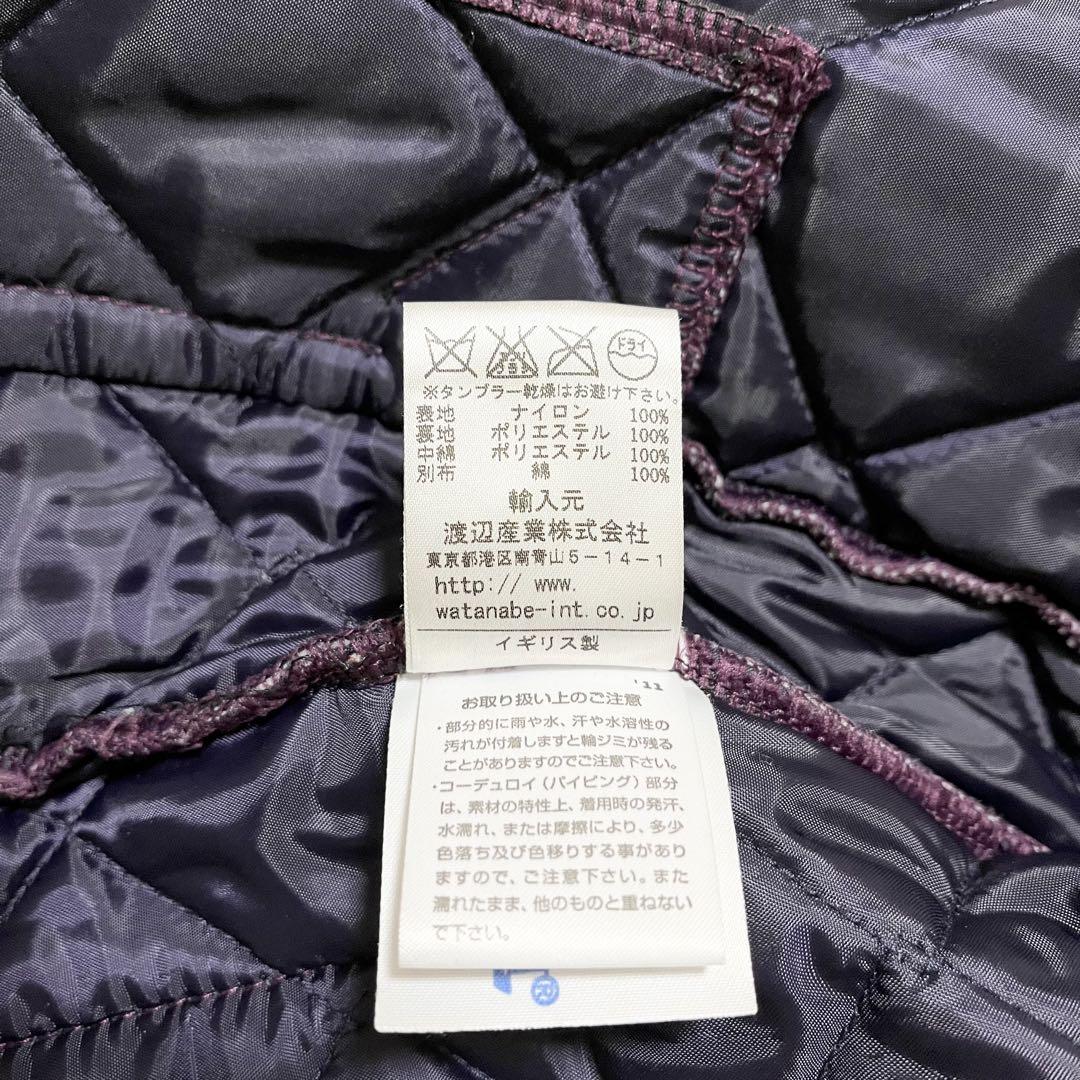 ドライ
※タンブラー乾燥はお避け下さい。
表地 ナイロン 100%
裏地 ポリエステル 100%
中綿 ポリエステル 100%
別布 綿 100%
輸入元
渡辺産業株式会社
東京都港区南青山5-14-1
http:// www.
watanabe-int.co.jp
イギリス製
'11
お取り扱い上のご注意
・部分的に雨や水、汗や水溶性の
汚れが付着しますと輪ジミが残る
ことがありますのでご注意下さい。
・コーデュロイ(パイピング)部分
は、素材の特性上、着用時の発汗、
水濡れ、または摩擦により、多少
色落ち及び色移りする事があり
ますので、ご注意下さい。また
濡れたまま、他のものと重ねない
で下さい。